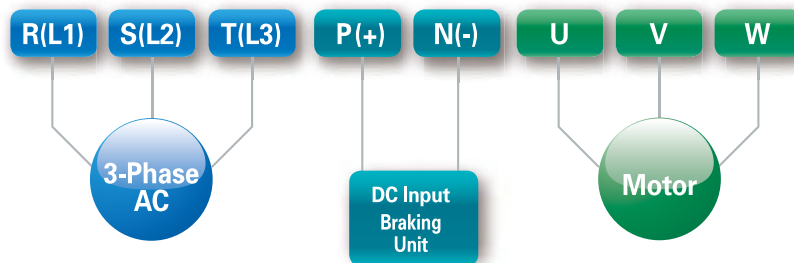 R(L1) S(L2) T(L3) P(+) N(-) U V W
3-Phase
AC
DC Input
Braking
Unit
Motor